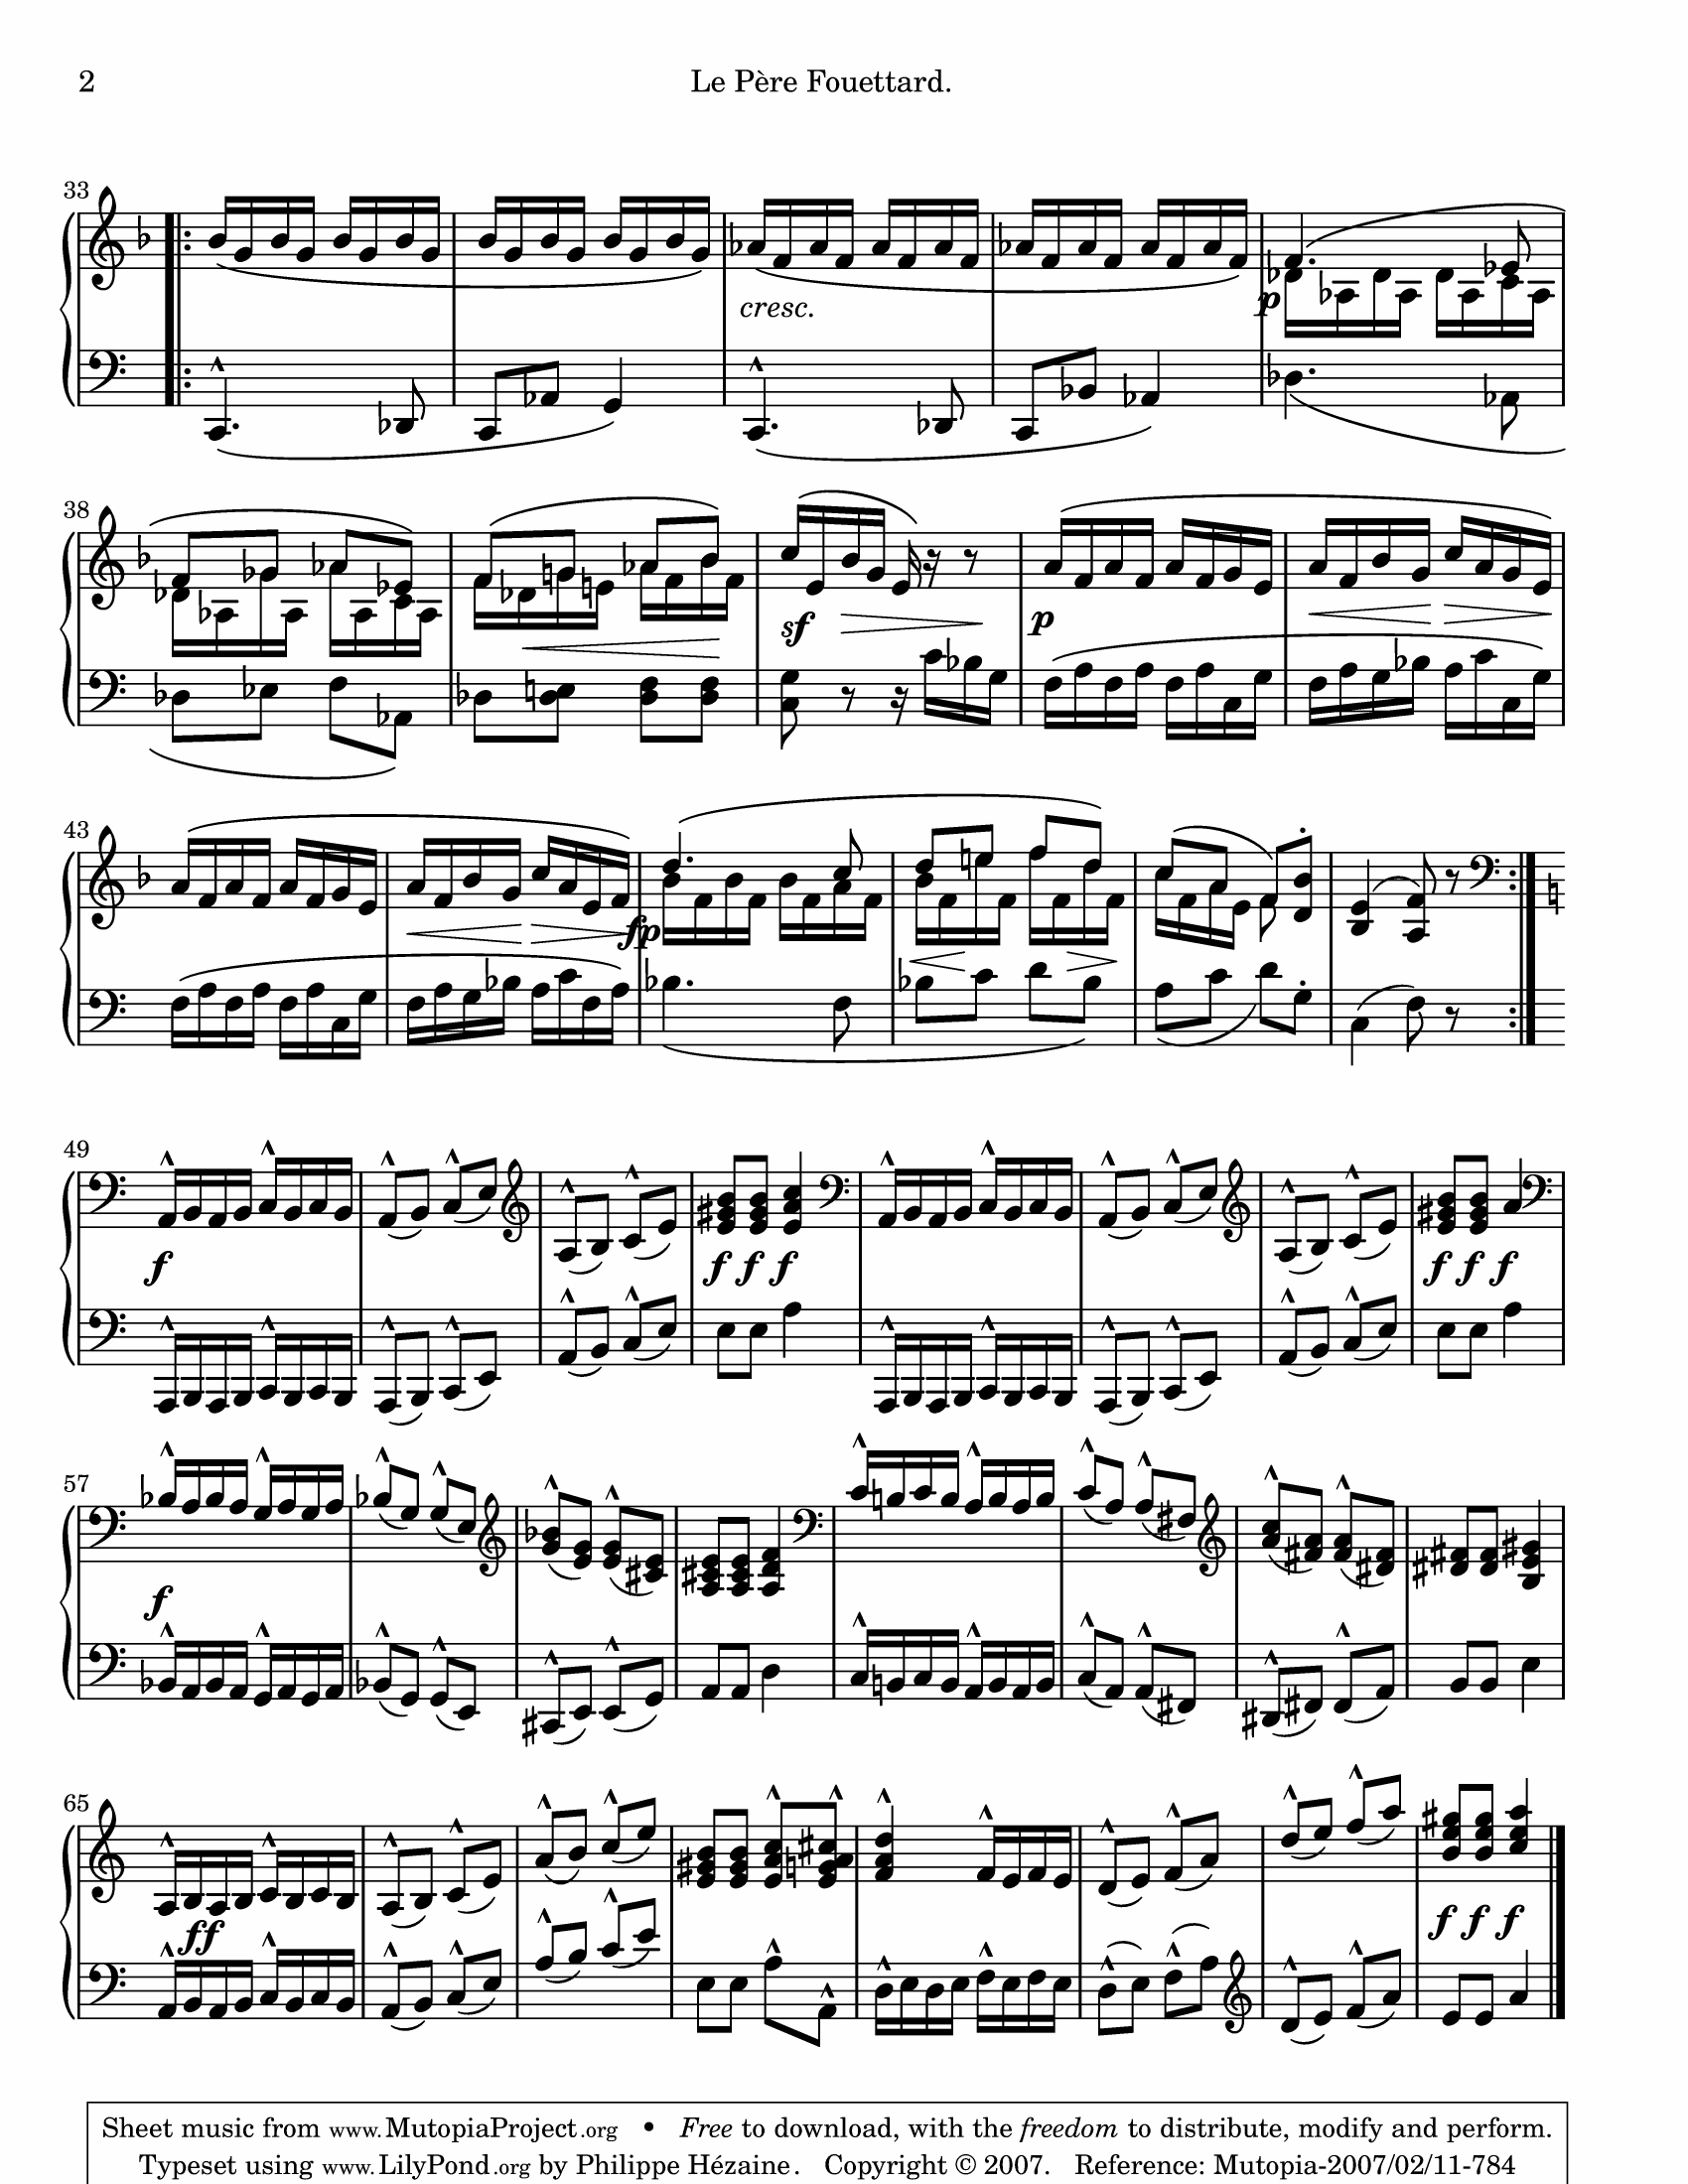 2 Le Père Fouettard.
33
cresc.
p
38
sf p
43
fp
49
f f f f f f f
57
f
65
ff f f f
Sheet music from www.MutopiaProject.org • Free to download, with the freedom to distribute, modify and perform.
Typeset using www.LilyPond.org by Philippe Hézaine. Copyright © 2007. Reference: Mutopia-2007/02/11-784